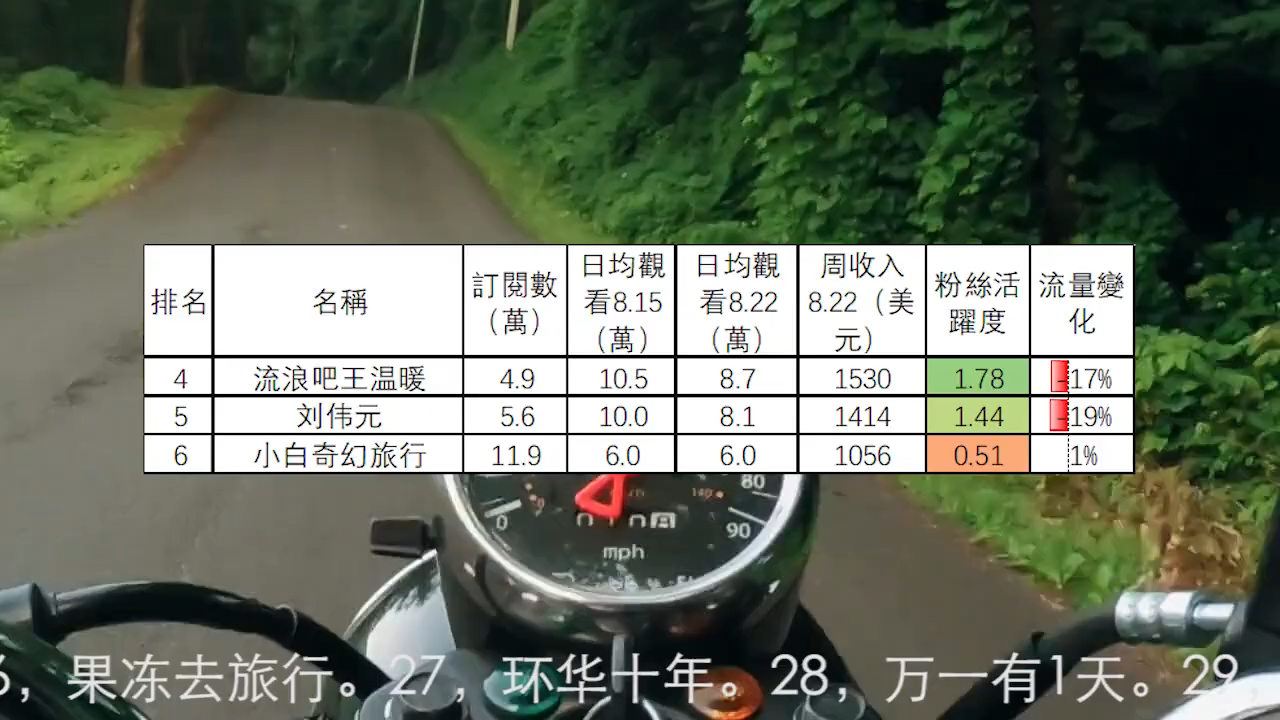 排名 名稱 訂閱數（萬） 日均觀看8.15（萬） 日均觀看8.22（萬） 周收入8.22（美元） 粉絲活躍度 流量變化
4 流浪吧王温暖 4.9 10.5 8.7 1530 1.78 -17%
5 刘伟元 5.6 10.0 8.1 1414 1.44 -19%
6 小白奇幻旅行 11.9 6.0 6.0 1056 0.51 1%
80
140
0
90
mph
，果冻去旅行。27，环华十年。28，万一有1天。29，